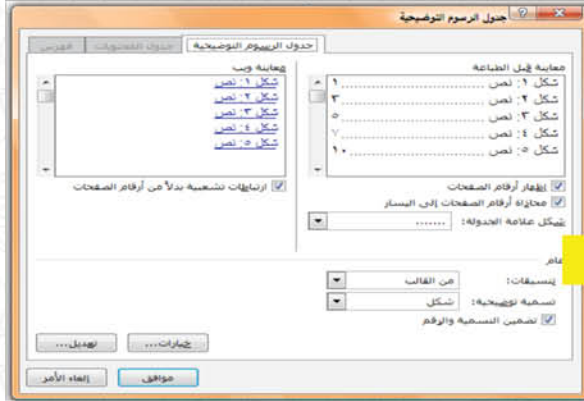 جدول الرسوم التوضيحية
فهرس
جدول المحتويات
جدول الرسوم التوضيحية
معاينة قبل الطباعة
شكل ١: نص ..................... ١
شكل ٢: نص ..................... ٣
شكل ٣: نص ..................... ٥
شكل ٤: نص ..................... ٧
شكل ٥: نص ..................... ١٠
معاينة ويب
شكل ١: نص
شكل ٢: نص
شكل ٣: نص
شكل ٤: نص
شكل ٥: نص
إظهار أرقام الصفحات
ارتباطات تشعبية بدلاً من أرقام الصفحات
محاذاة أرقام الصفحات إلى اليسار
شكل علامة الجدولة: .......
عام
تنسيقات: من القالب
تسمية توضيحية: شكل
تضمين التسمية والرقم
خيارات... تعديل...
موافق إلغاء الأمر